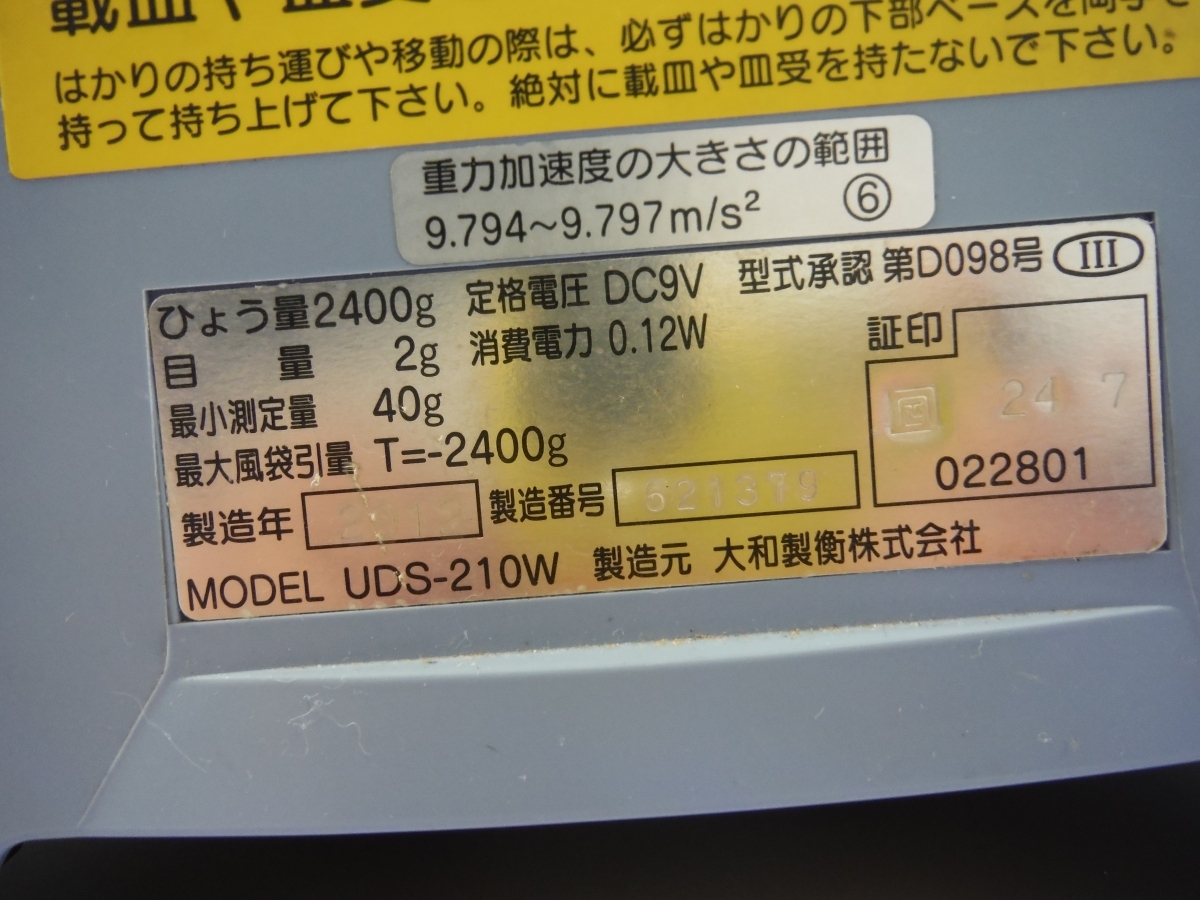 載皿や皿受
はかりの持ち運びや移動の際は、必ずはかりの下部ベースを両手で
持って持ち上げて下さい。絶対に載皿や皿受を持たないで下さい。
重力加速度の大きさの範囲
9.794~9.797m/s² ⑥
ひょう量2400g 定格電圧 DC9V 型式承認 第D098号 III
目 量 2g 消費電力 0.12W 証印
最小測定量 40g 24 7
最大風袋引量 T=-2400g 022801
製造年 製造番号 521379
MODEL UDS-210W 製造元 大和製衡株式会社